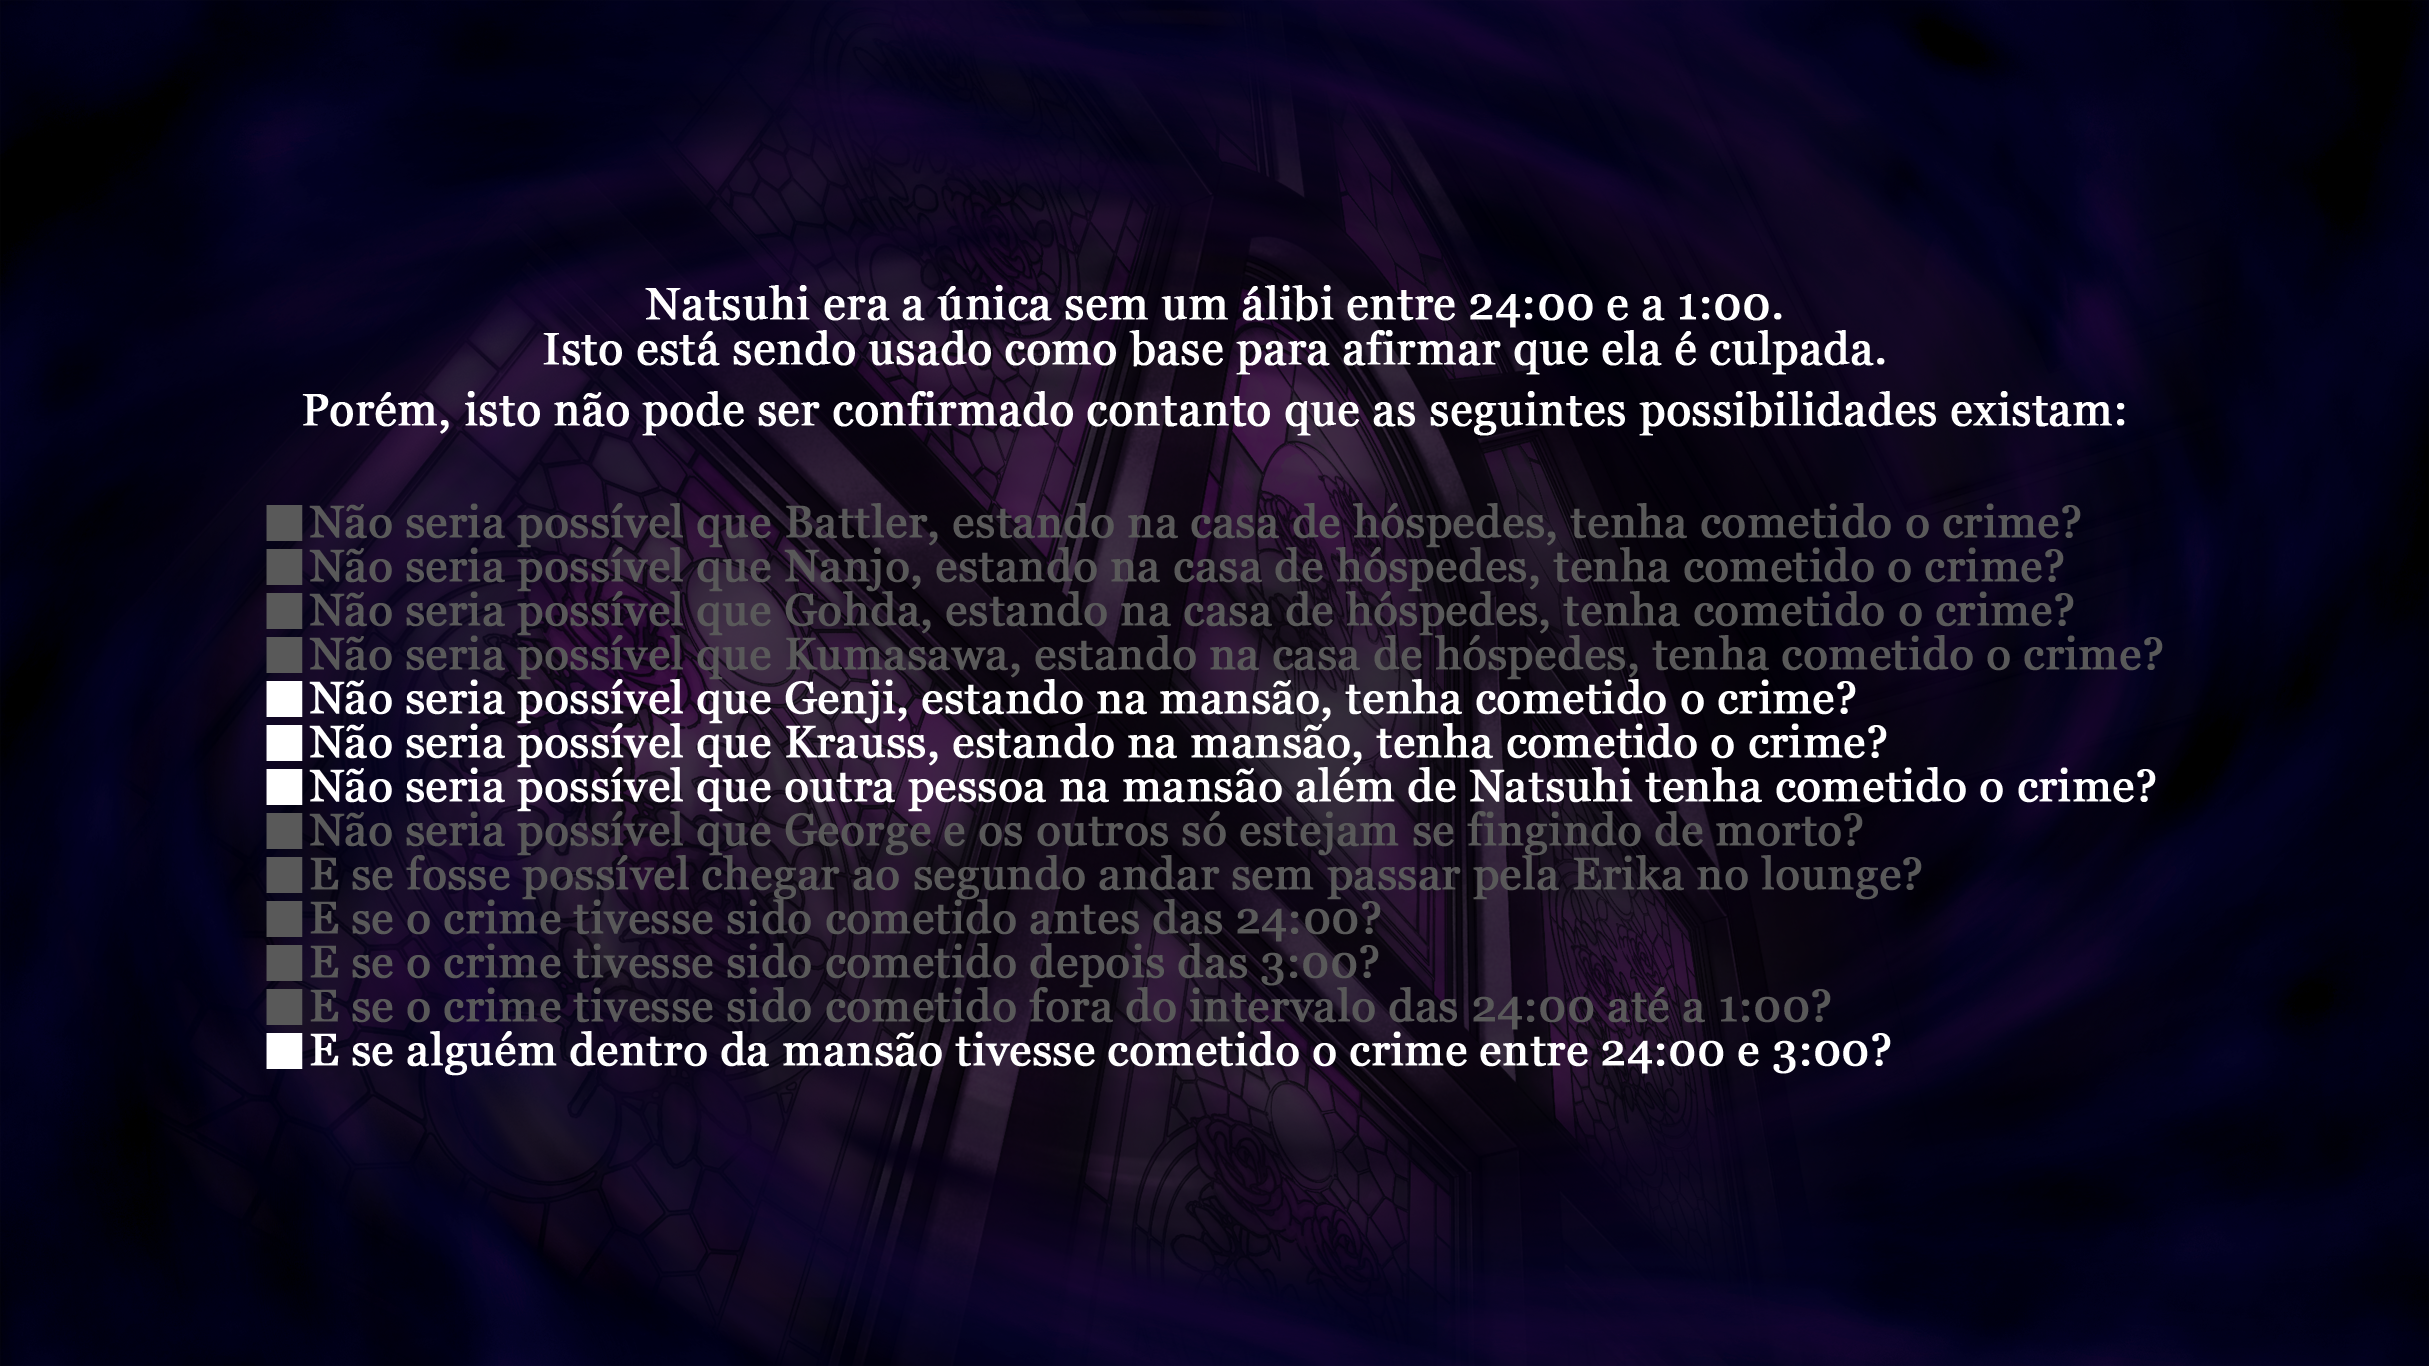 Natsuhi era a única sem um álibi entre 24:00 e a 1:00.
Isto está sendo usado como base para afirmar que ela é culpada.
Porém, isto não pode ser confirmado contanto que as seguintes possibilidades existam:
■Não seria possível que Battler, estando na casa de hóspedes, tenha cometido o crime?
■Não seria possível que Nanjo, estando na casa de hóspedes, tenha cometido o crime?
■Não seria possível que Gohda, estando na casa de hóspedes, tenha cometido o crime?
■Não seria possível que Kumasawa, estando na casa de hóspedes, tenha cometido o crime?
■Não seria possível que Genji, estando na mansão, tenha cometido o crime?
■Não seria possível que Krauss, estando na mansão, tenha cometido o crime?
■Não seria possível que outra pessoa na mansão além de Natsuhi tenha cometido o crime?
■Não seria possível que George e os outros só estejam se fingindo de morto?
■E se fosse possível chegar ao segundo andar sem passar pela Erika no lounge?
■E se o crime tivesse sido cometido antes das 24:00?
■E se o crime tivesse sido cometido depois das 3:00?
■E se o crime tivesse sido cometido fora do intervalo das 24:00 até a 1:00?
■E se alguém dentro da mansão tivesse cometido o crime entre 24:00 e 3:00?